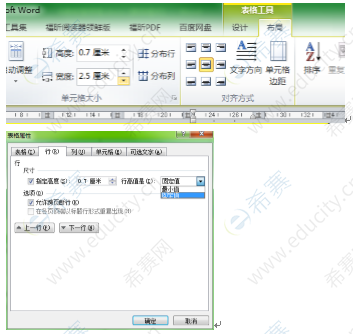 oft Word
表格工具
工具集 福昕阅读器领鲜版 福昕PDF 百度网盘 设计 布局
自动调整
高度: 0.7 厘米
宽度: 2.5 厘米
分布行
分布列
文字方向
单元格边距
A
Z
排序
单元格大小
对齐方式
表格属性
表格(T) 行(R) 列(U) 单元格(E) 可选文字(A)
行
尺寸
指定高度(S): 0.7 厘米 行高值是(I): 固定值
最小值
固定值
选项(O)
允许跨页断行(K)
在各页顶端以标题行形式重复出现(H)
上一行(P) 下一行(N)
确定 取消
希赛网
www.educity.cn